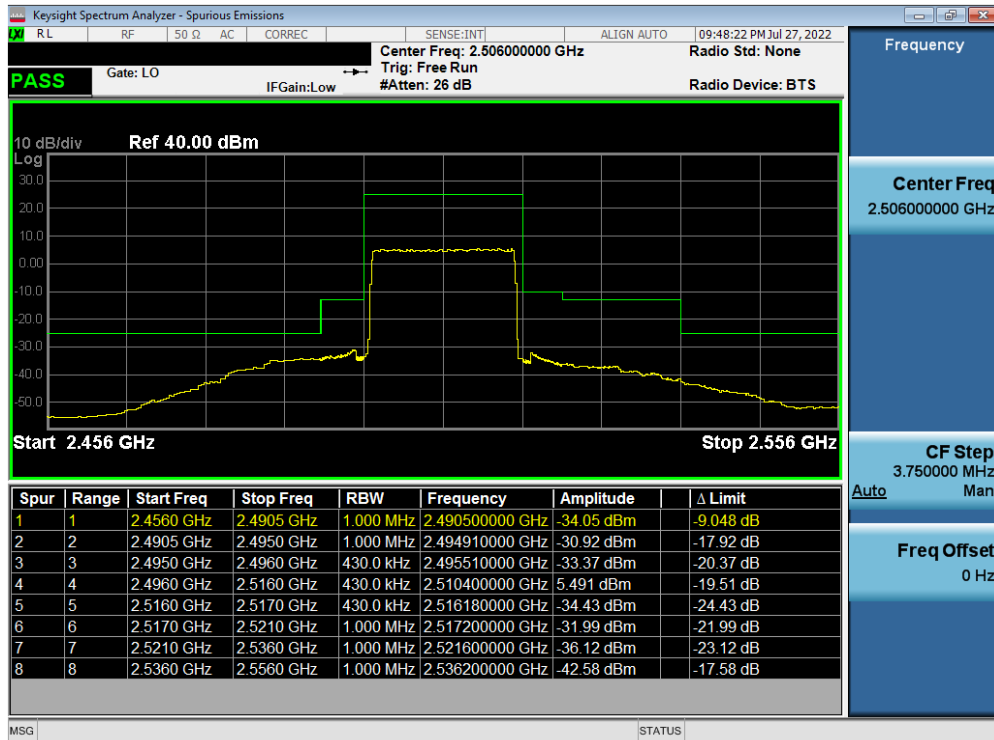 Keysight Spectrum Analyzer - Spurious Emissions
LXI RL RF 50 Ω AC CORREC SENSE:INT ALIGN AUTO 09:48:22 PM Jul 27, 2022
Center Freq: 2.506000000 GHz Radio Std: None
PASS Gate: LO Trig: Free Run
IFGain:Low #Atten: 26 dB Radio Device: BTS
Frequency
10 dB/div Ref 40.00 dBm
Log
30.0
20.0
10.0
0.00
-10.0
-20.0
-30.0
-40.0
-50.0
Start 2.456 GHz Stop 2.556 GHz
Center Freq
2.506000000 GHz
CF Step
3.750000 MHz
Auto Man
Freq Offset
0 Hz
Spur Range Start Freq Stop Freq RBW Frequency Amplitude Δ Limit
1 1 2.4560 GHz 2.4905 GHz 1.000 MHz 2.490500000 GHz -34.05 dBm -9.048 dB
2 2 2.4905 GHz 2.4950 GHz 1.000 MHz 2.494910000 GHz -30.92 dBm -17.92 dB
3 3 2.4950 GHz 2.4960 GHz 430.0 kHz 2.495510000 GHz -33.37 dBm -20.37 dB
4 4 2.4960 GHz 2.5160 GHz 430.0 kHz 2.510400000 GHz 5.491 dBm -19.51 dB
5 5 2.5160 GHz 2.5170 GHz 430.0 kHz 2.516180000 GHz -34.43 dBm -24.43 dB
6 6 2.5170 GHz 2.5210 GHz 1.000 MHz 2.517200000 GHz -31.99 dBm -21.99 dB
7 7 2.5210 GHz 2.5360 GHz 1.000 MHz 2.521600000 GHz -36.12 dBm -23.12 dB
8 8 2.5360 GHz 2.5560 GHz 1.000 MHz 2.536200000 GHz -42.58 dBm -17.58 dB
MSG STATUS